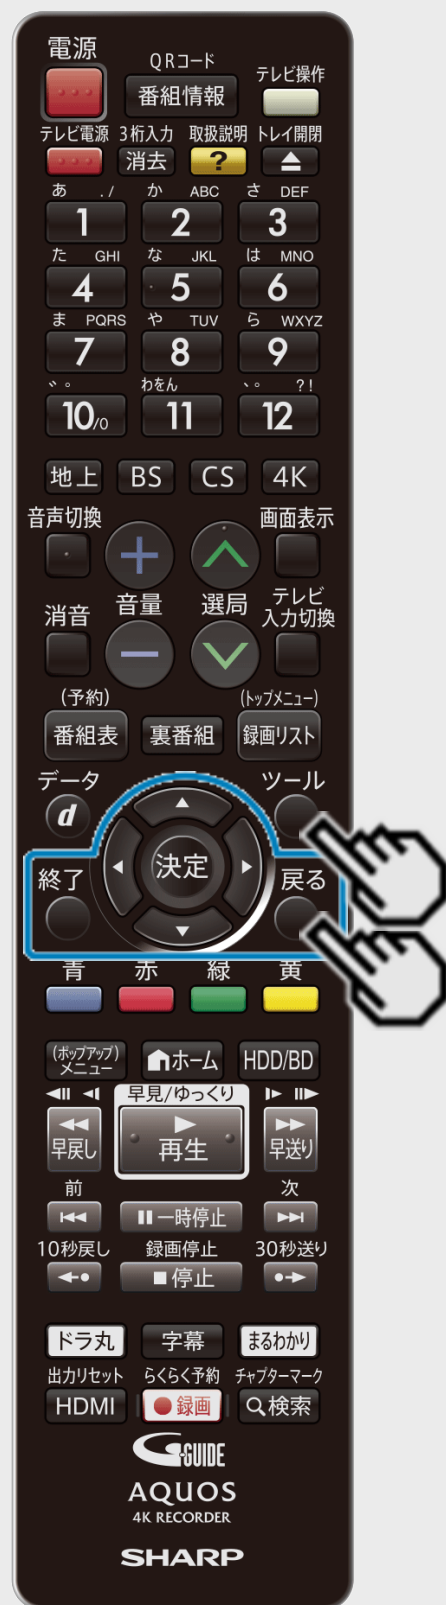 電源 QRコード
番組情報 テレビ操作
テレビ電源 3桁入力 取扱説明 トレイ開閉
消去 ?
あ ./ か ABC さ DEF
1 2 3
た GHI な JKL は MNO
4 5 6
ま PQRS や TUV ら WXYZ
7 8 9
゛゜ わをん 、。 ?!
10/0 11 12
地上 BS CS 4K
音声切換 画面表示
消音 音量 選局 テレビ
入力切換
(予約) (トップメニュー)
番組表 裏番組 録画リスト
データ ツール
d
決定
終了 戻る
青 赤 緑 黄
(ポップアップ)
メニュー ホーム HDD/BD
早見/ゆっくり
早戻し 再生 早送り
前 次
一時停止
10秒戻し 録画停止 30秒送り
停止
ドラ丸 字幕 まるわかり
出力リセット らくらく予約 チャプターマーク
HDMI 録画 検索
G-GUIDE
AQUOS
4K RECORDER
SHARP